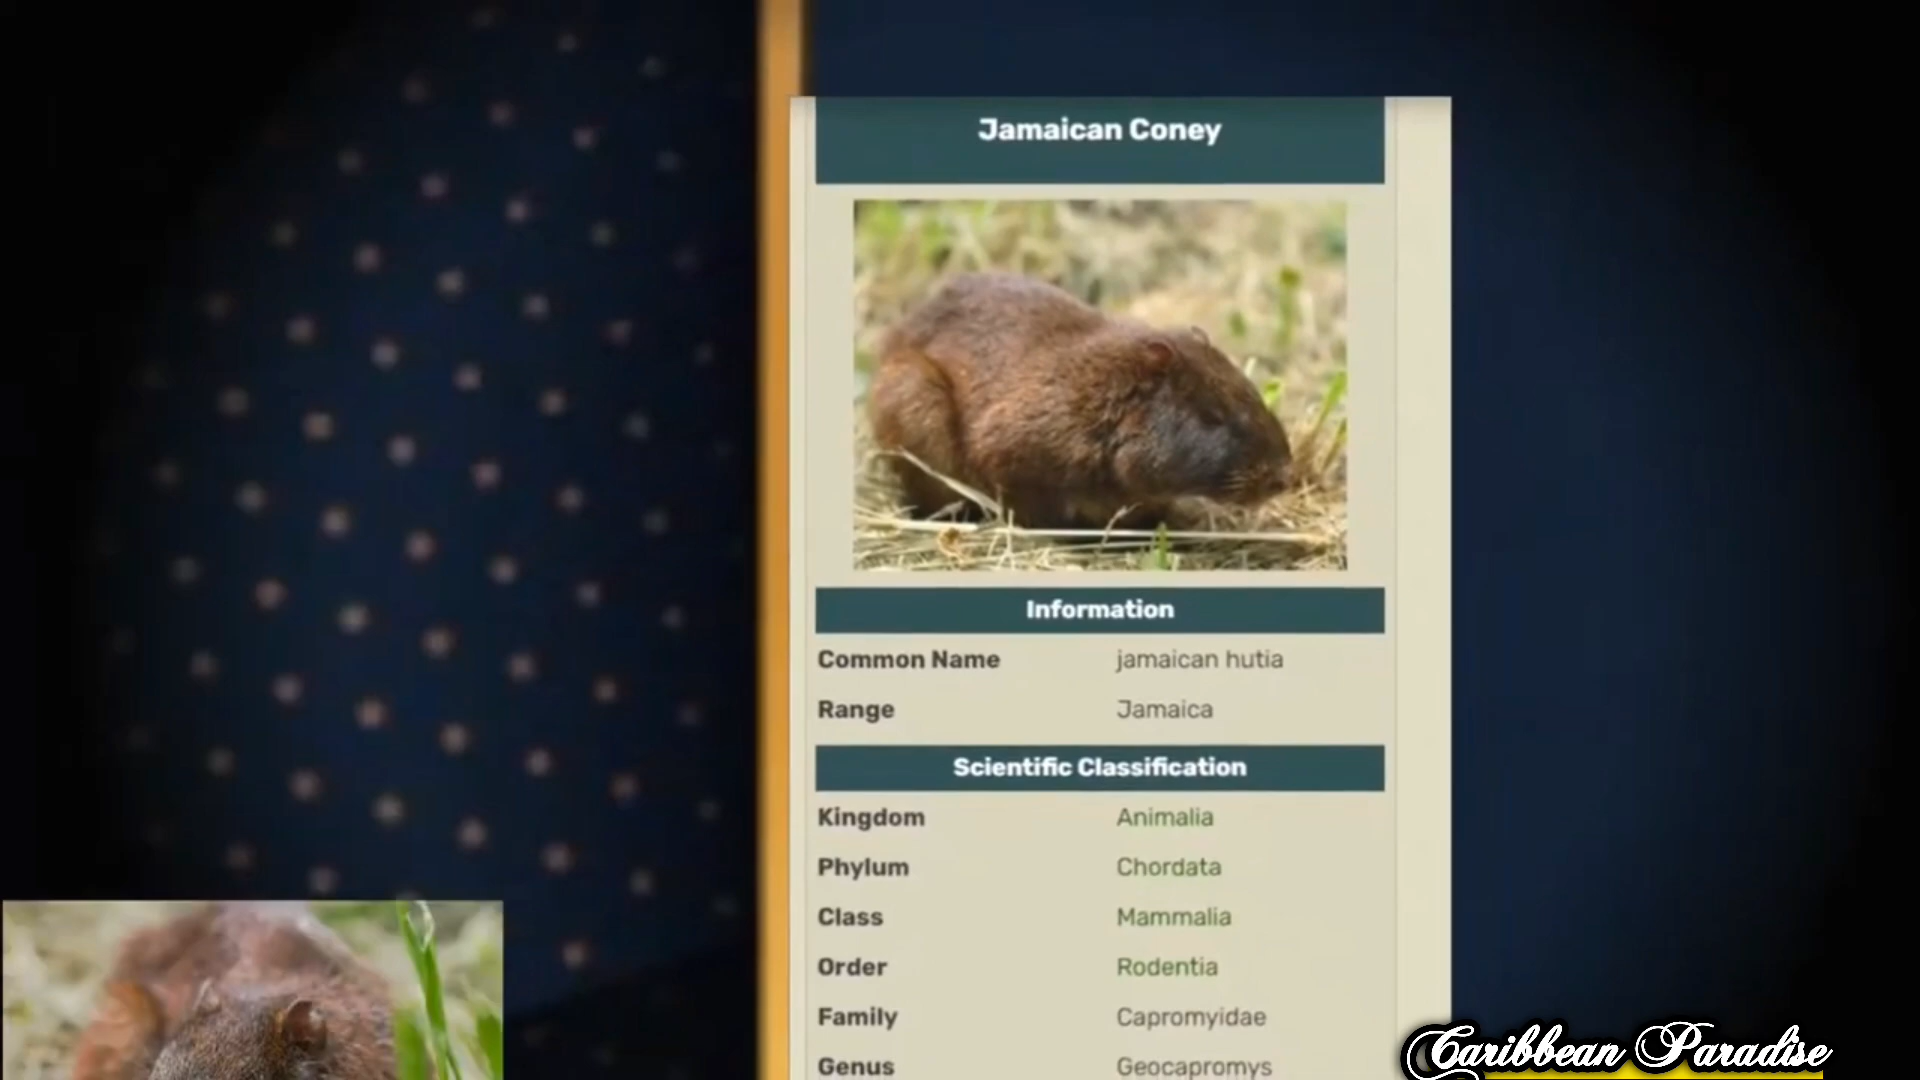 Jamaican Coney
Information
Common Name jamaican hutia
Range Jamaica
Scientific Classification
Kingdom Animalia
Phylum Chordata
Class Mammalia
Order Rodentia
Family Capromyidae
Genus Geocapromys
Caribbean Paradise